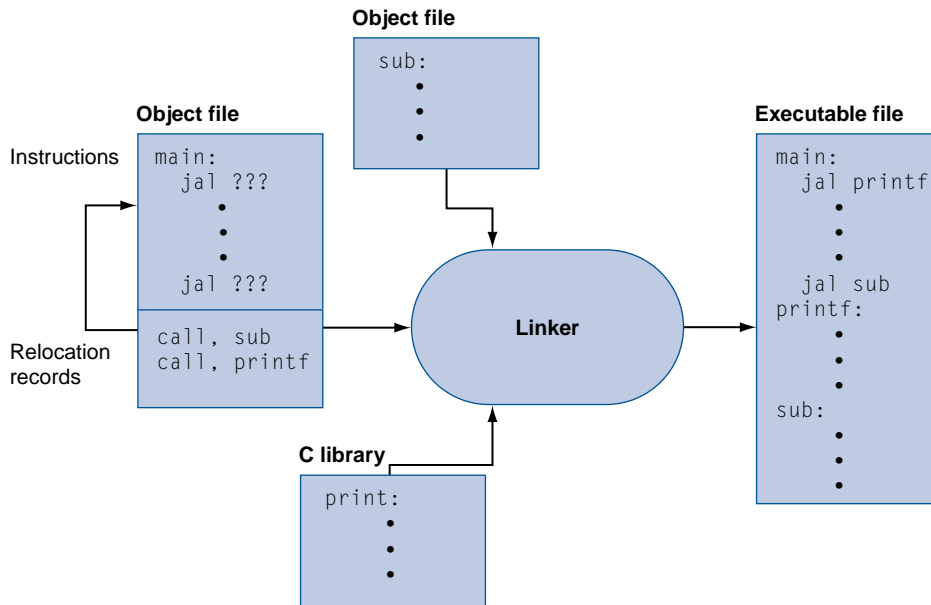 Object file
sub:
Object file
Instructions
main:
jal ???
jal ???
Relocation
records
call, sub
call, printf
Linker
C library
print:
Executable file
main:
jal printf
jal sub
printf:
sub: